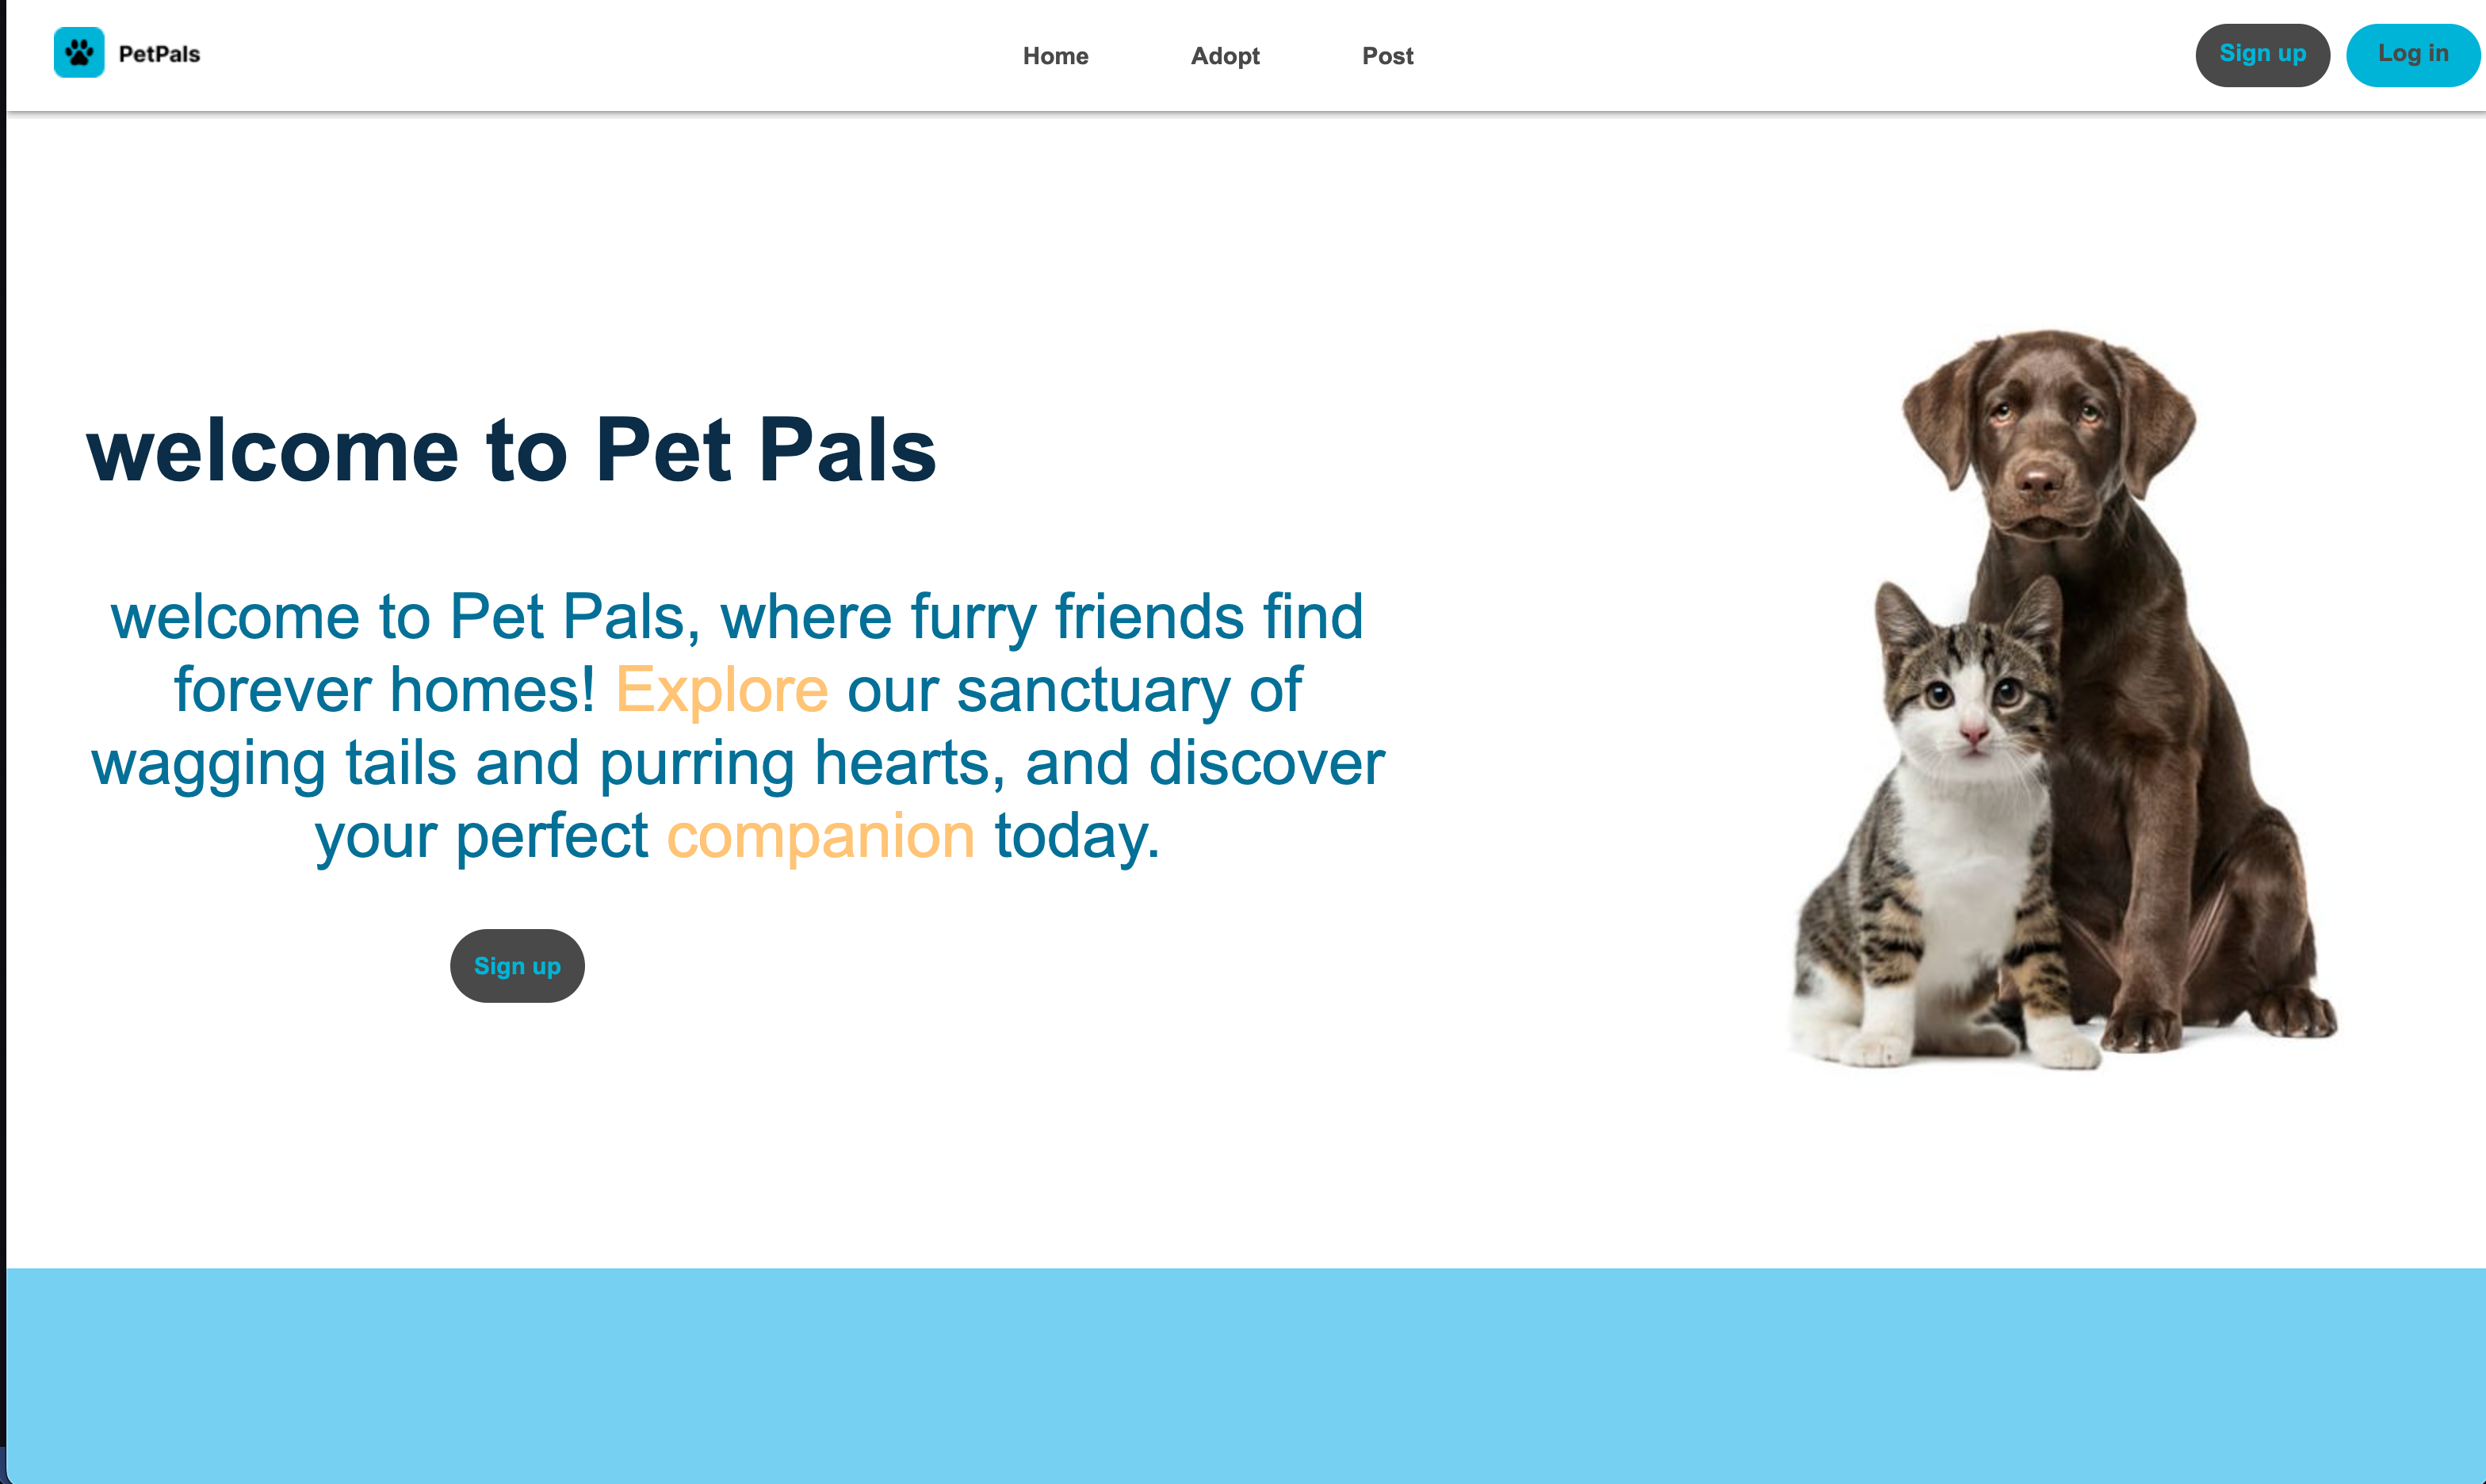 PetPals
Home
Adopt
Post
Sign up
Log in
welcome to Pet Pals
welcome to Pet Pals, where furry friends find
forever homes! Explore our sanctuary of
wagging tails and purring hearts, and discover
your perfect companion today.
Sign up